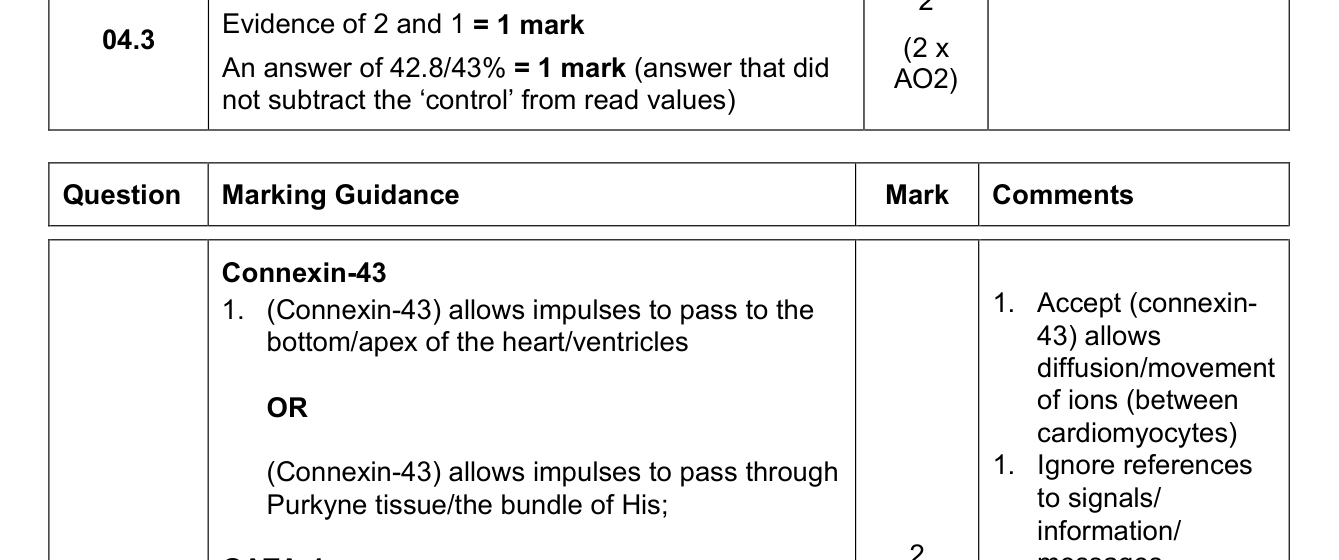 2
Evidence of 2 and 1 = 1 mark
04.3
(2 x
An answer of 42.8/43% = 1 mark (answer that did
AO2)
not subtract the ‘control’ from read values)
Question Marking Guidance Mark Comments
Connexin-43
1. (Connexin-43) allows impulses to pass to the
bottom/apex of the heart/ventricles
OR
(Connexin-43) allows impulses to pass through
Purkyne tissue/the bundle of His;
2
1. Accept (connexin-
43) allows
diffusion/movement
of ions (between
cardiomyocytes)
1. Ignore references
to signals/
information/